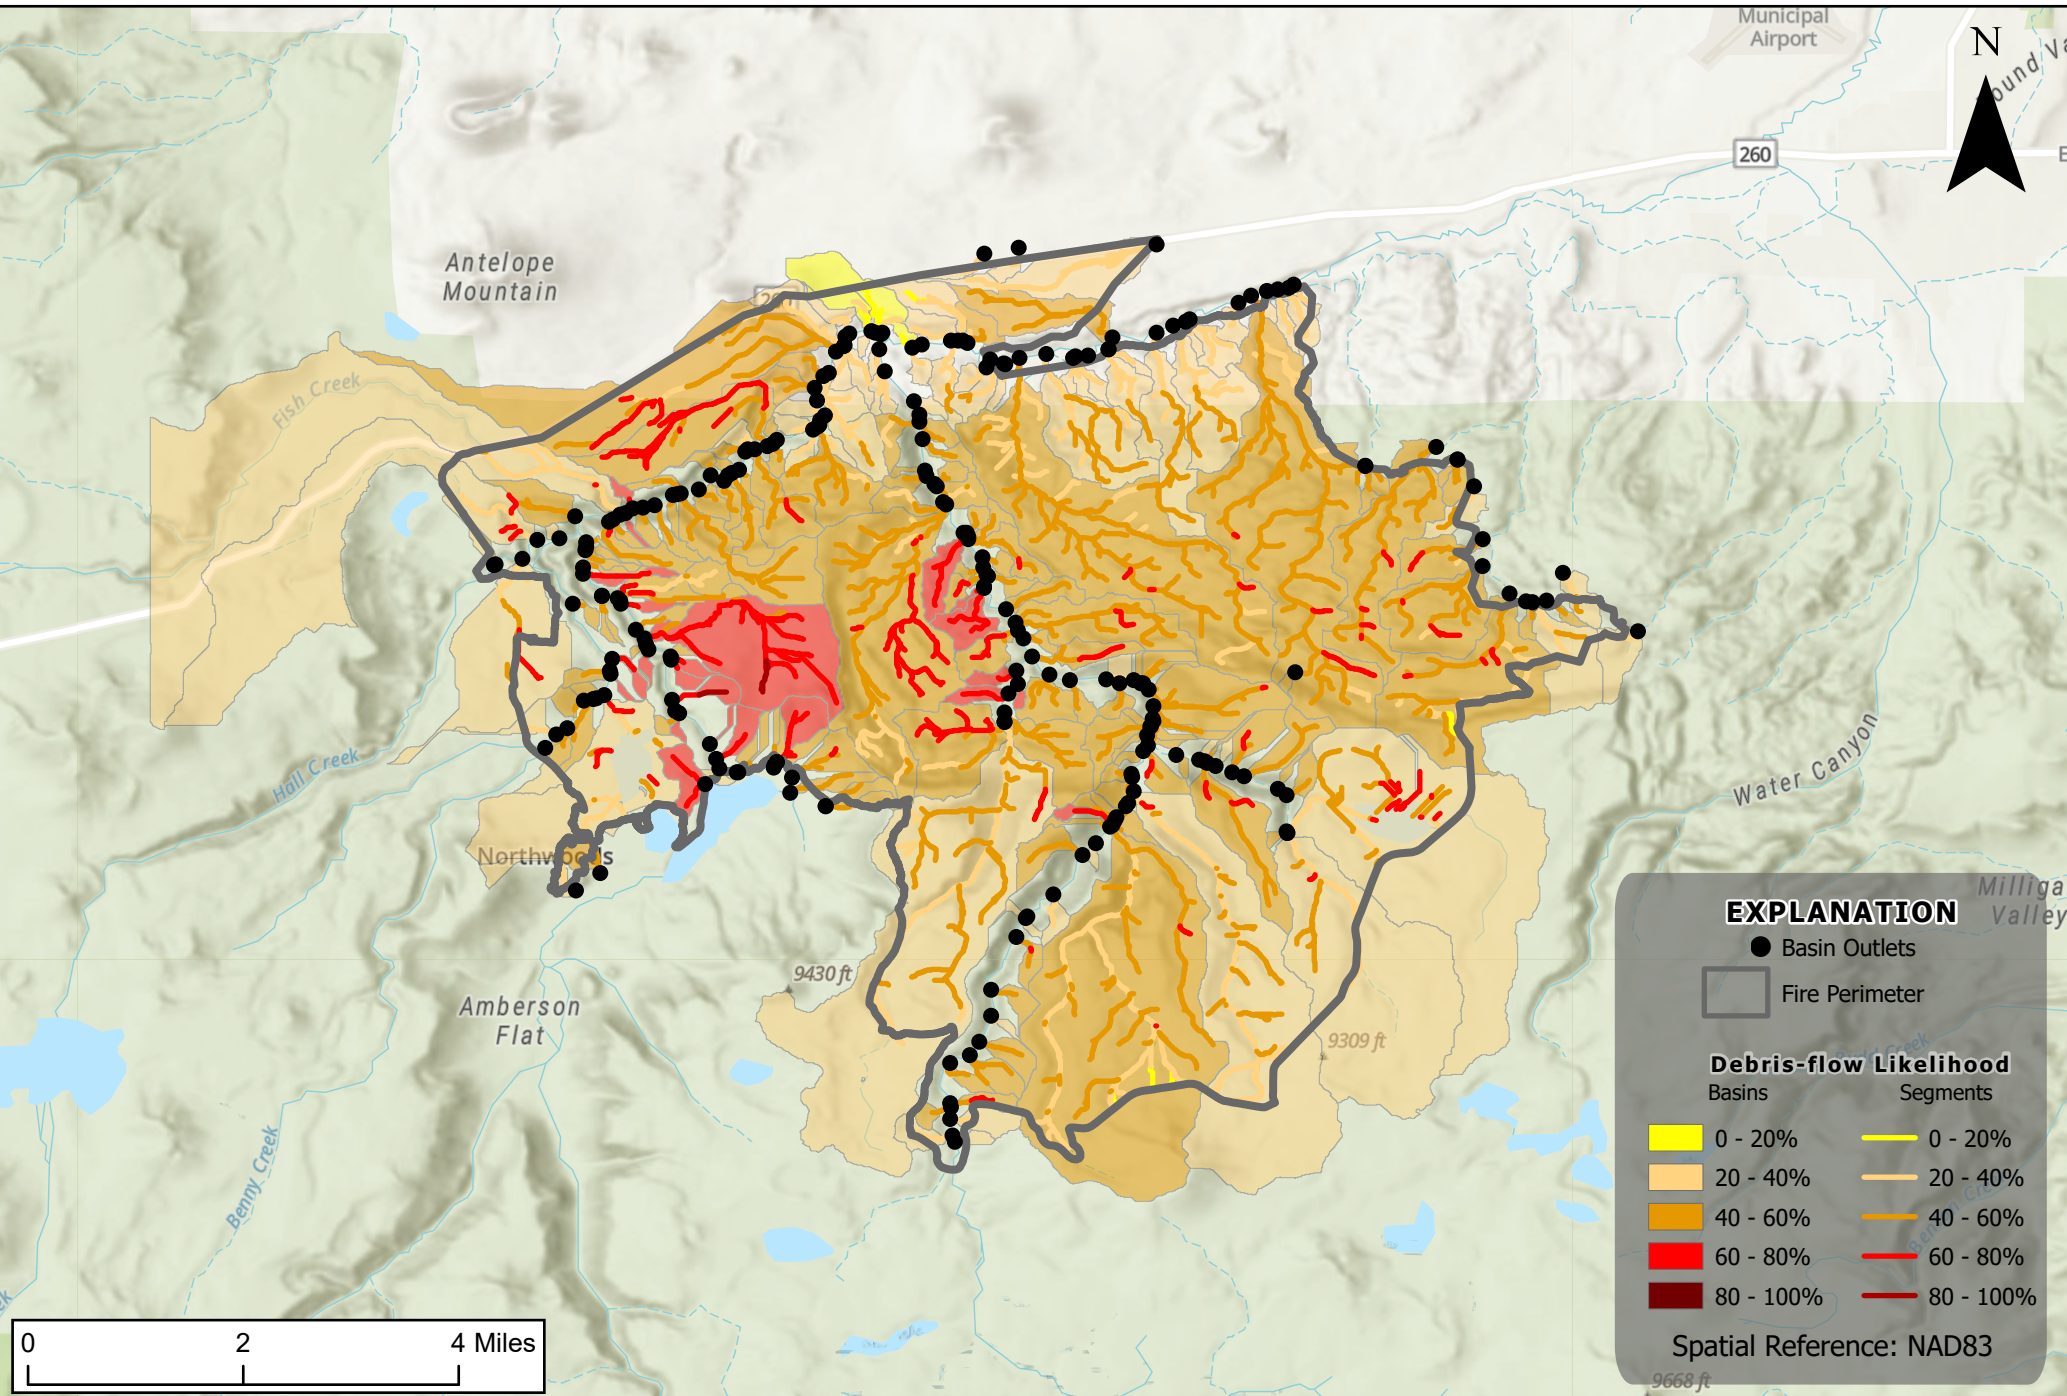 Municipal
Airport
N
ound Va
260
E
Antelope
Mountain
Fish Creek
Hall Creek
Water Canyon
Northwoods
Milliga
Valley
9430 ft
Amberson
Flat
9309 ft
Benny Creek
EXPLANATION
Basin Outlets
Fire Perimeter
Debris-flow Likelihood
Basins
Segments
0 - 20%
0 - 20%
20 - 40%
20 - 40%
40 - 60%
40 - 60%
60 - 80%
60 - 80%
80 - 100%
80 - 100%
Spatial Reference: NAD83
9668 ft
0 2 4 Miles